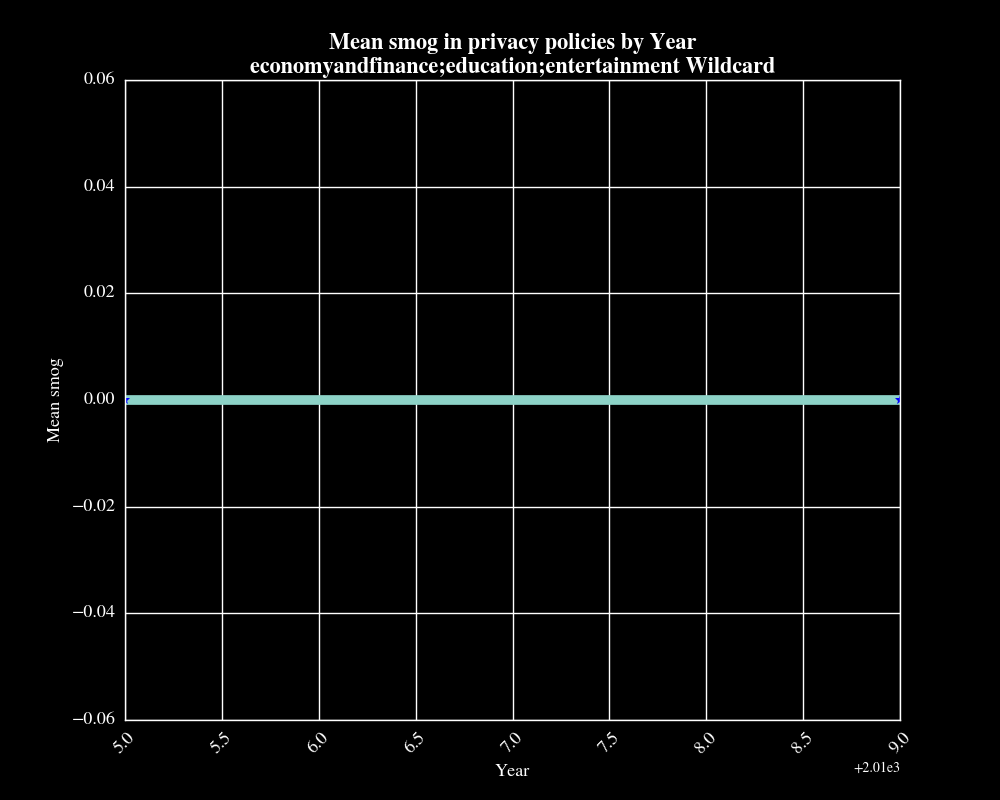 Mean smog in privacy policies by Year
economyandfinance;education;entertainment Wildcard
0.06
0.04
0.02
0.00
−0.02
−0.04
−0.06
Mean smog
5.0 5.5 6.0 6.5 7.0 7.5 8.0 8.5 9.0
Year
+2.01e3